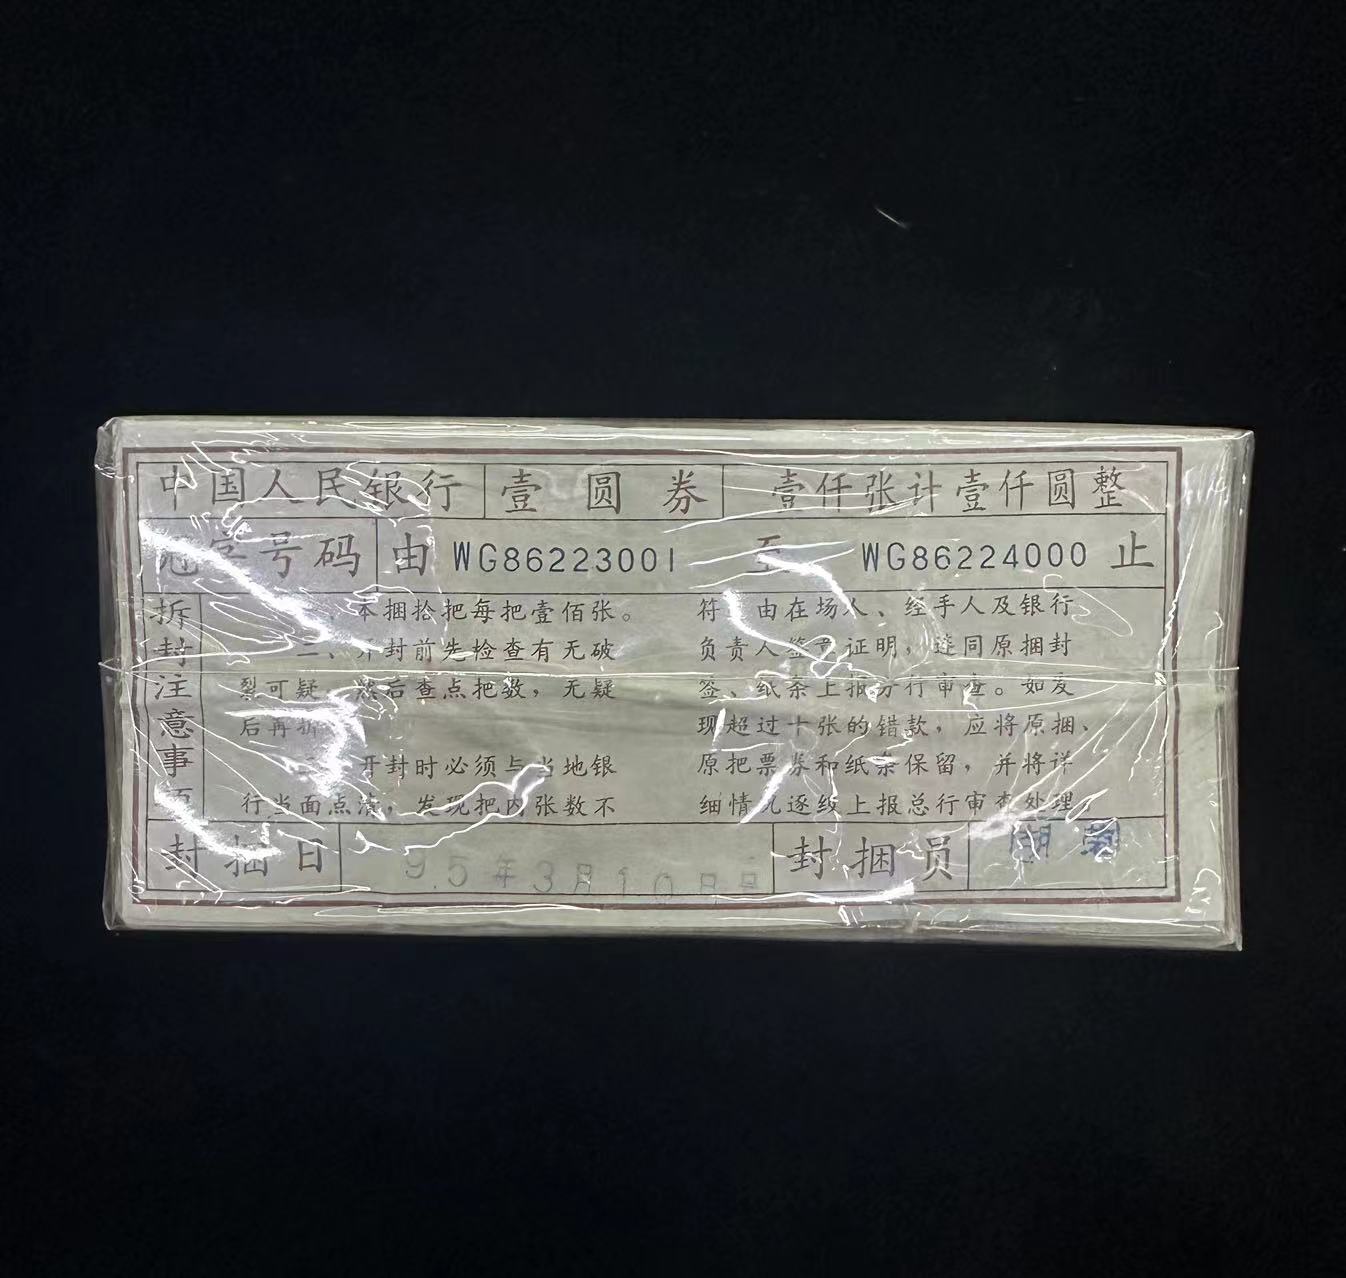 中国人民银行 壹圆券 壹仟张计壹仟圆整
字号码 由 WG86223001 至 WG86224000 止
拆封注意事项
本捆拾把每把壹佰张。
二、开封前先检查有无破
裂可疑,然后查点把数,无疑
后再拆
开封时必须与当地银
行当面点清,发现把内张数不
符,由在场人、经手人及银行
负责人签章证明,连同原捆封
签、纸条上报分行审查。如发
现超过十张的错款,应将原捆、
原把票券和纸条保留,并将详
细情况逐级上报总行审查处理。
封捆日 95年3月10日 封捆员